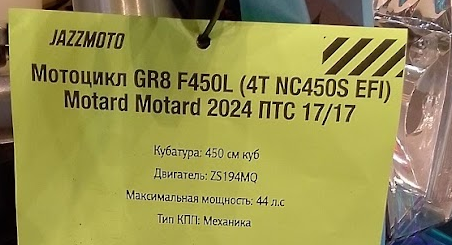 JAZZMOTO
Мотоцикл GR8 F450L (4T NC450S EFI)
Motard Motard 2024 ПТС 17/17
Кубатура: 450 см куб
Двигатель: ZS194MQ
Максимальная мощность: 44 л.с
Тип КПП: Механика